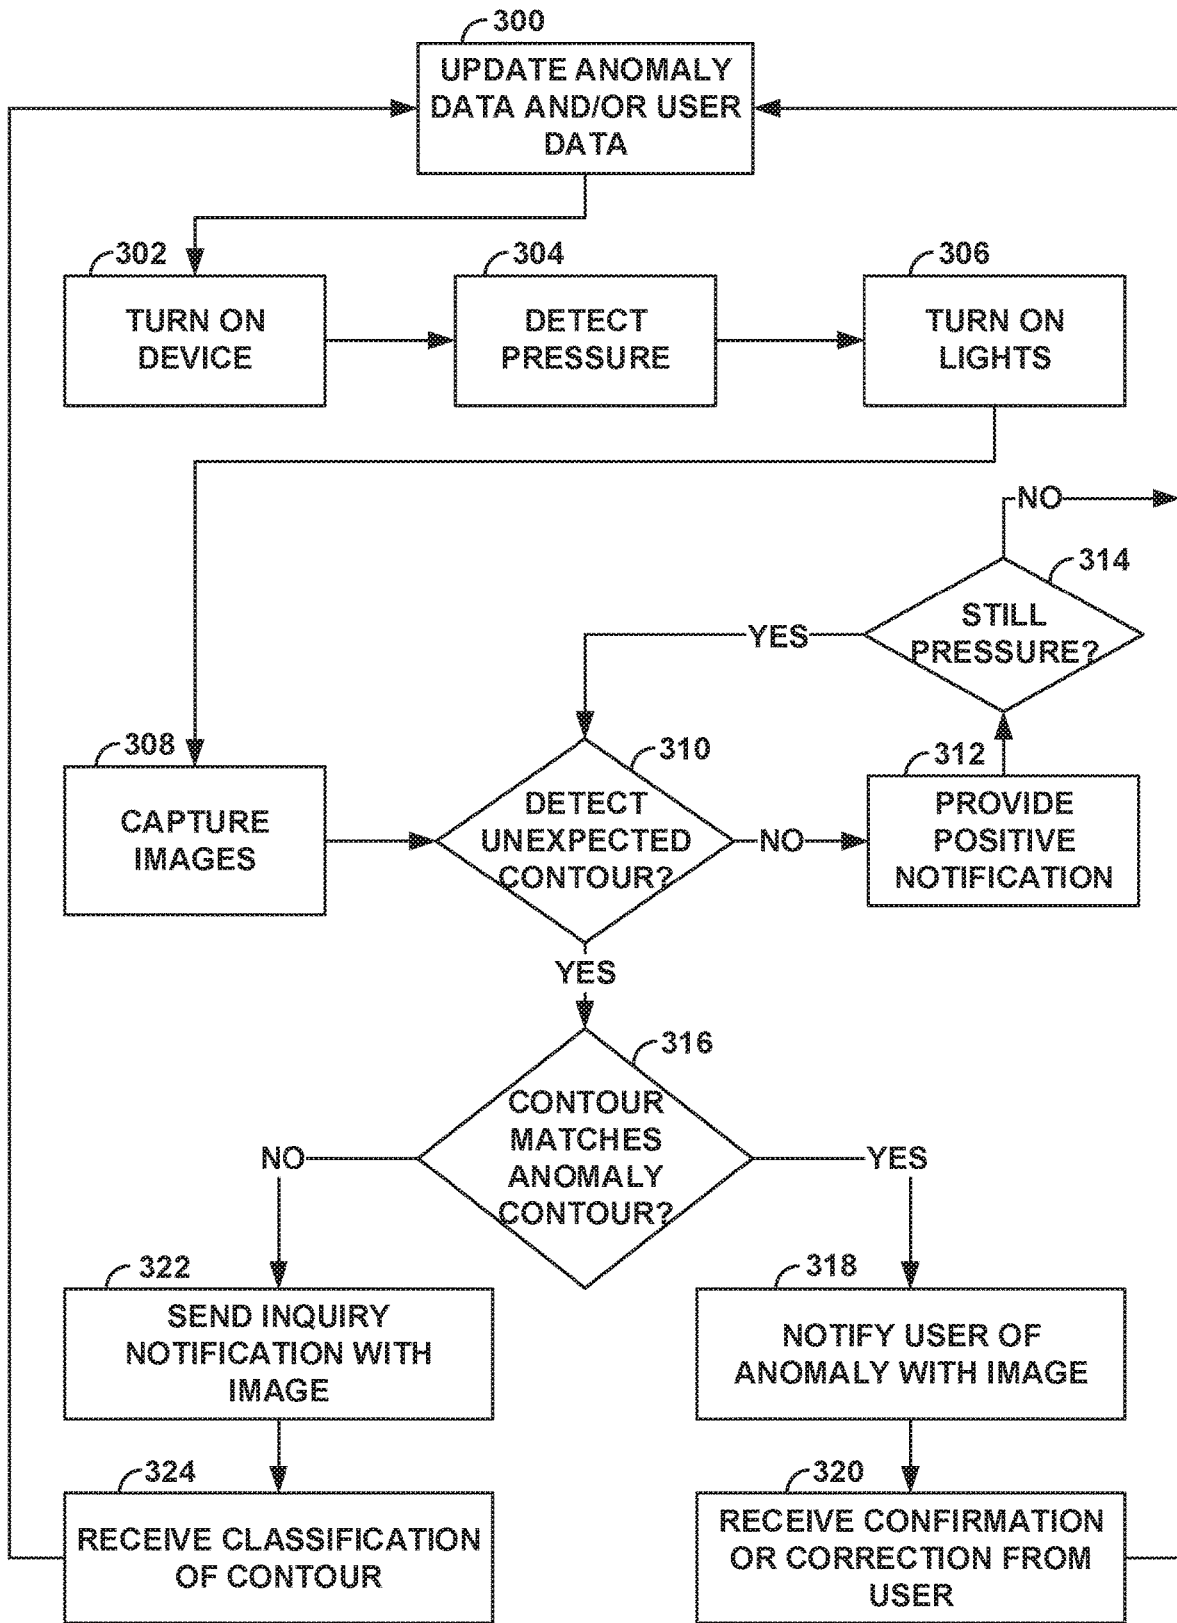 300
UPDATE ANOMALY
DATA AND/OR USER
DATA
302
TURN ON
DEVICE
304
DETECT
PRESSURE
306
TURN ON
LIGHTS
NO
314
STILL
PRESSURE?
YES
308
CAPTURE
IMAGES
310
DETECT
UNEXPECTED
CONTOUR?
NO
312
PROVIDE
POSITIVE
NOTIFICATION
YES
316
CONTOUR
MATCHES
ANOMALY
CONTOUR?
NO
YES
322
SEND INQUIRY
NOTIFICATION WITH
IMAGE
318
NOTIFY USER OF
ANOMALY WITH IMAGE
324
RECEIVE CLASSIFICATION
OF CONTOUR
320
RECEIVE CONFIRMATION
OR CORRECTION FROM
USER